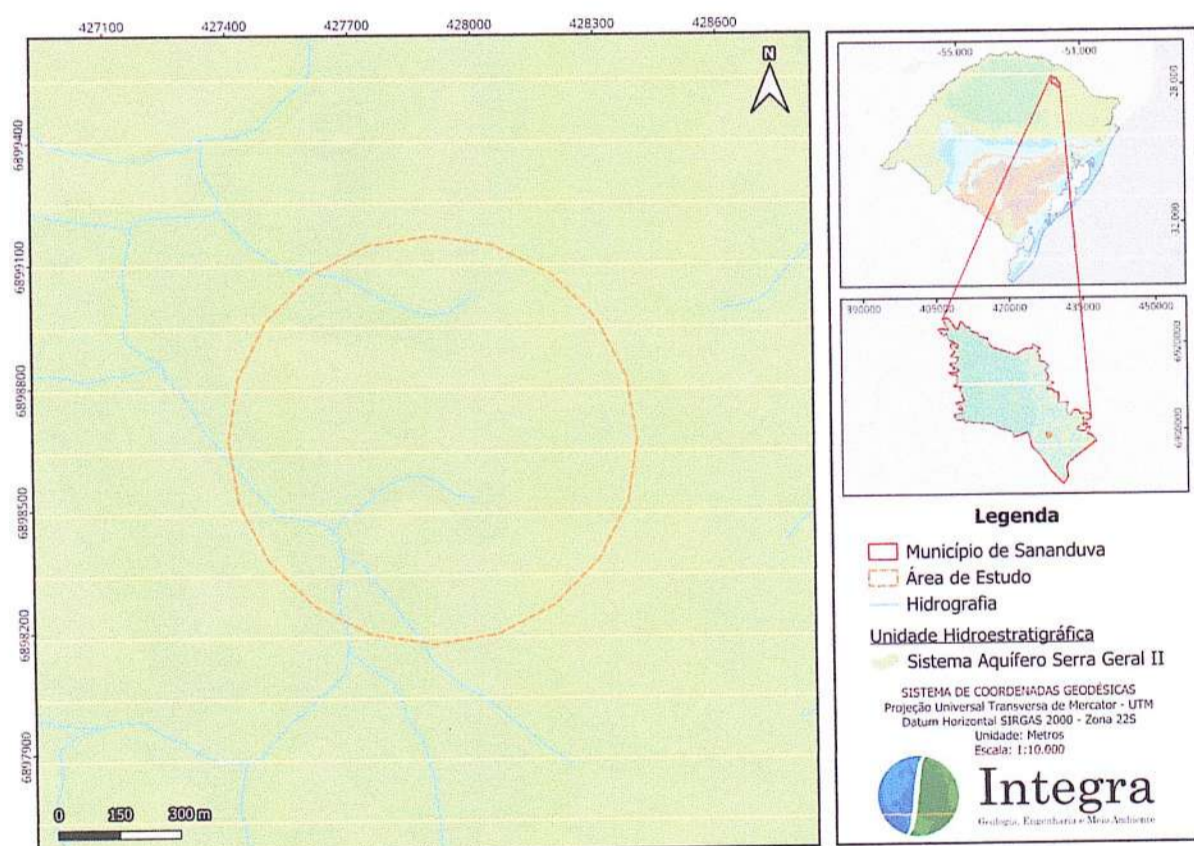 427100 427400 427700 428000 428300 428600
6899400
6899100
6898800
6898500
6898200
6897900
N
0 150 300 m
-55,000 -51,000
-28,000
-32,000
390000 405000 420000 435000 450000
6920000
6900000
Legenda
Município de Sananduva
Área de Estudo
Hidrografia
Unidade Hidroestratigráfica
Sistema Aquífero Serra Geral II
SISTEMA DE COORDENADAS GEODÉSICAS
Projeção Universal Transversa de Mercator - UTM
Datum Horizontal SIRGAS 2000 - Zona 22S
Unidade: Metros
Escala: 1:10.000
Integra
Geologia, Engenharia e Meio Ambiente